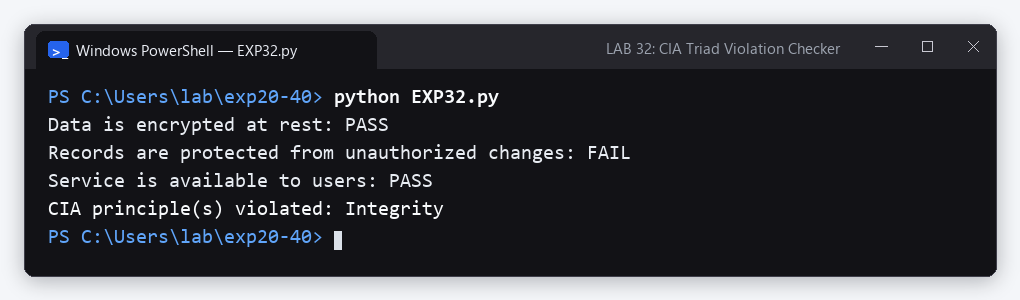 Windows PowerShell — EXP32.py
LAB 32: CIA Triad Violation Checker
PS C:\Users\lab\exp20-40> python EXP32.py
Data is encrypted at rest: PASS
Records are protected from unauthorized changes: FAIL
Service is available to users: PASS
CIA principle(s) violated: Integrity
PS C:\Users\lab\exp20-40>